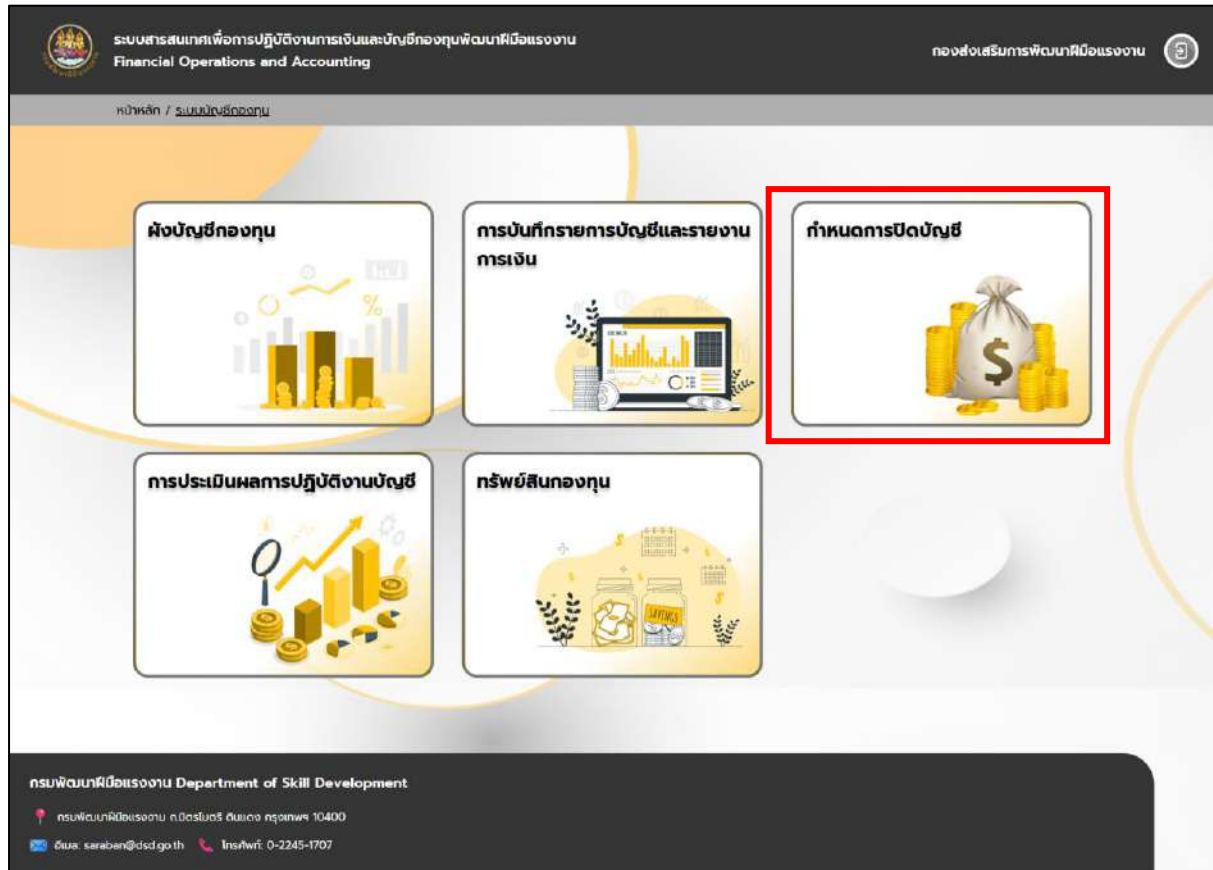 ระบบสารสนเทศเพื่อการปฏิบัติงานการเงินและบัญชีกองทุนพัฒนาฝีมือแรงงาน
Financial Operations and Accounting
กองส่งเสริมการพัฒนาฝีมือแรงงาน
หน้าหลัก / ระบบบัญชีกองทุน
ผังบัญชีกองทุน
การบันทึกรายการบัญชีและรายงาน
การเงิน
กำหนดการปิดบัญชี
%
$
การประเมินผลการปฏิบัติงานบัญชี
ทรัพย์สินกองทุน
SAVINGS
กรมพัฒนาฝีมือแรงงาน Department of Skill Development
กรมพัฒนาฝีมือแรงงาน ถ.มิตรไมตรี ดินแดง กรุงเทพฯ 10400
อีเมล: saraban@dsd.go.th โทรศัพท์: 0-2245-1707